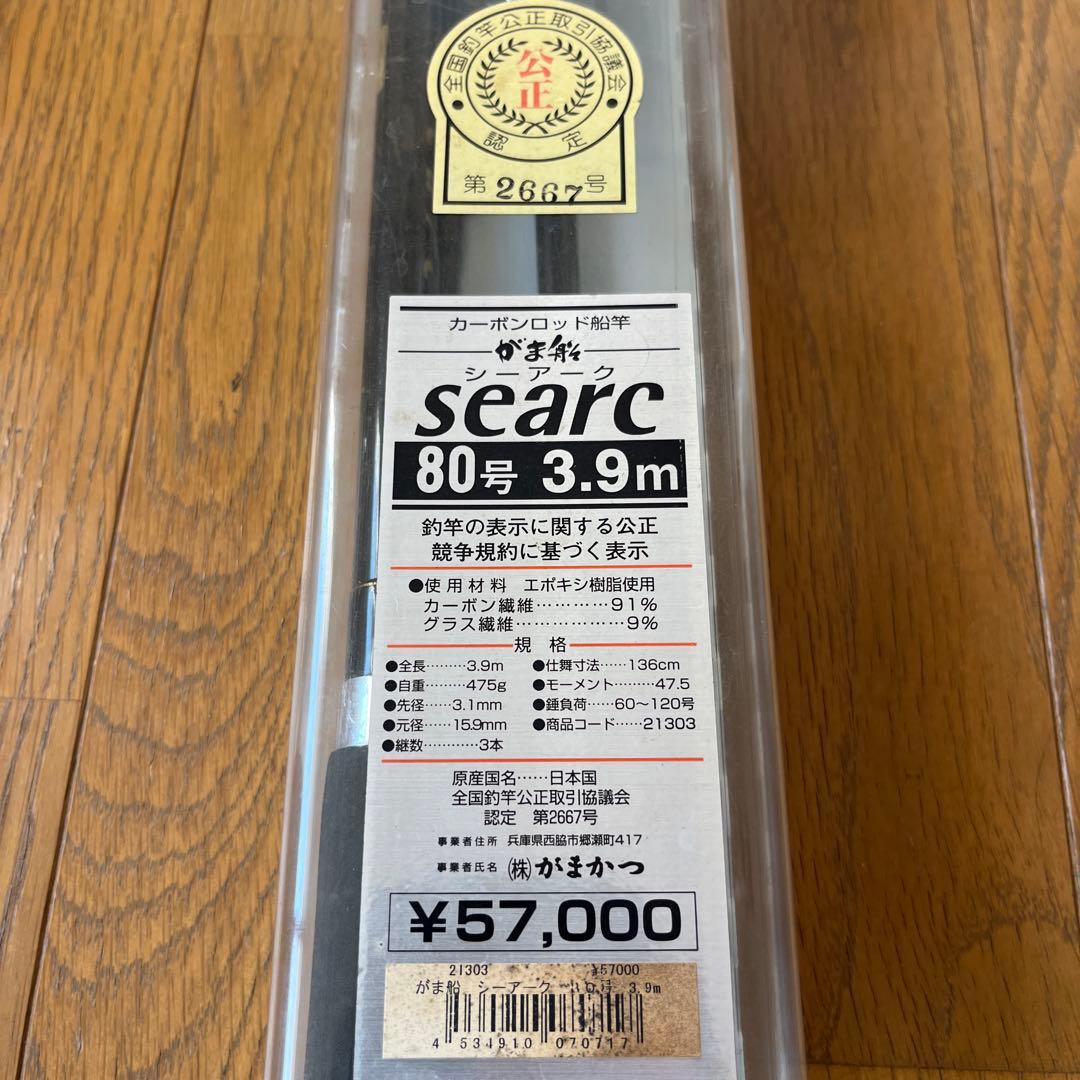 全国釣竿公正取引協議会
公正
認定
第2667号
カーボンロッド船竿
がま船
シーアーク
searc
80号 3.9m
釣竿の表示に関する公正
競争規約に基づく表示
●使用材料 エポキシ樹脂使用
カーボン繊維…………91%
グラス繊維………………9%
規格
●全長………3.9m ●仕舞寸法……136cm
●自重………475g ●モーメント………47.5
●先径……3.1mm ●錘負荷……60～120号
●元径……15.9mm ●商品コード……21303
●継数…………3本
原産国名……日本国
全国釣竿公正取引協議会
認定 第2667号
事業者住所 兵庫県西脇市郷瀬町417
事業者氏名 (株)がまかつ
¥57,000
21303 ¥57000
がま船 シーアーク 80号 3.9m
4 534910 070717